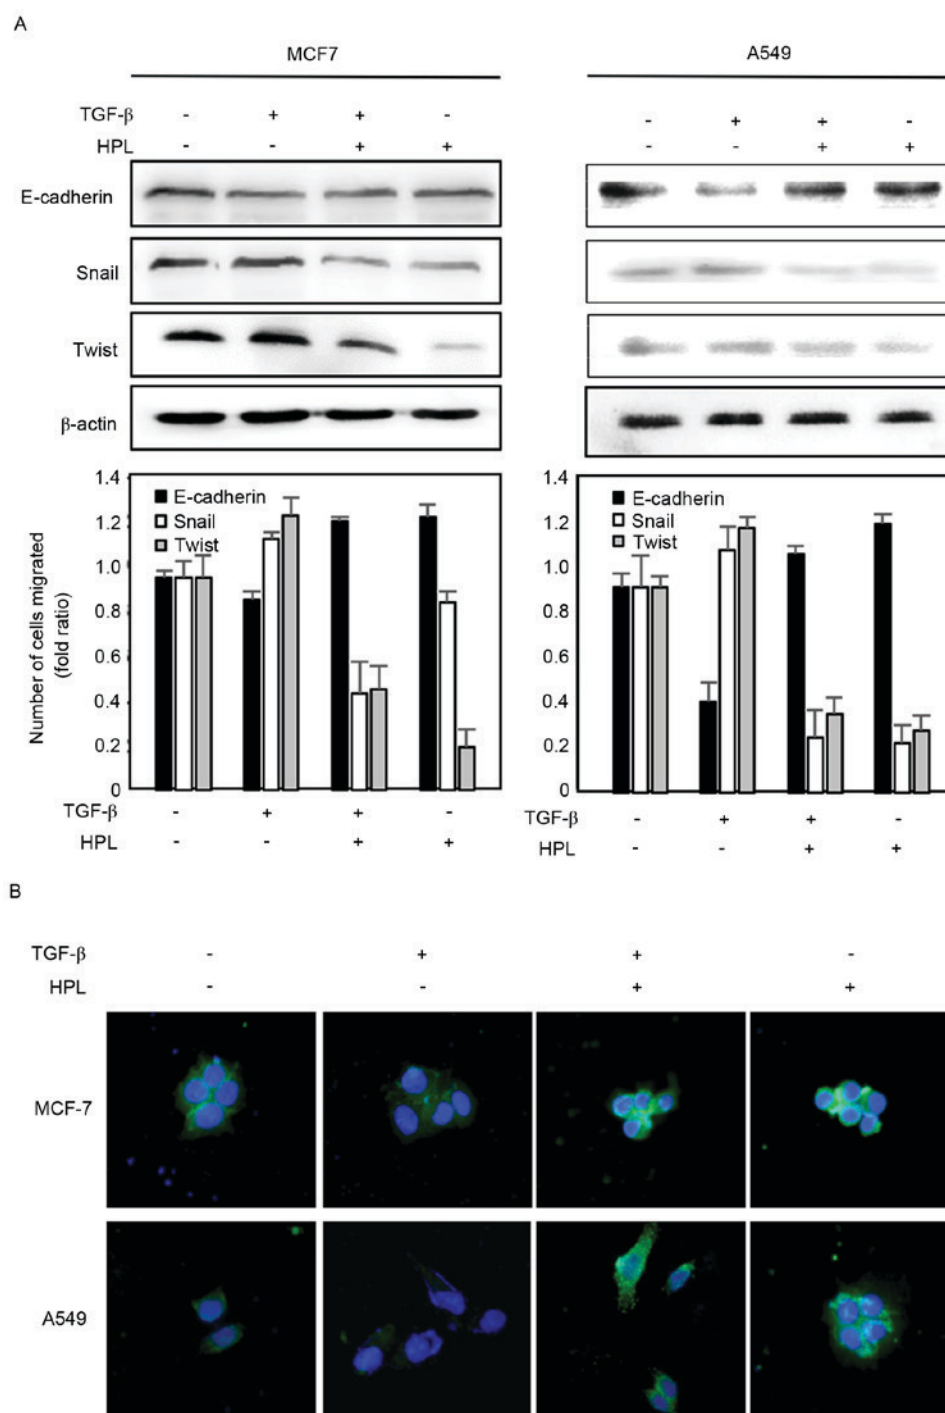 A
MCF7
A549
TGF-β - + + -
HPL - - + +
- + + -
- - + +
E-cadherin
Snail
Twist
β-actin
1.4
1.2
1.0
0.8
0.6
0.4
0.2
0
Number of cells migrated
(fold ratio)
E-cadherin
Snail
Twist
TGF-β - + + -
HPL - - + +
1.4
1.2
1.0
0.8
0.6
0.4
0.2
0
E-cadherin
Snail
Twist
TGF-β - + + -
HPL - - + +
B
TGF-β - + + -
HPL - - + +
MCF-7
A549